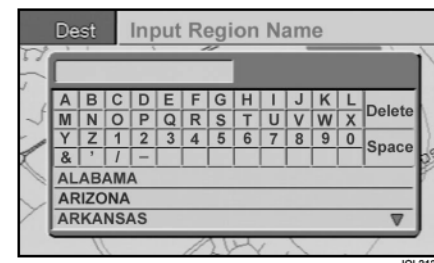 Dest Input Region Name
A B C D E F G H I J K L Delete
M N O P Q R S T U V W X
Y Z 1 2 3 4 5 6 7 8 9 0 Space
& ' / –
ALABAMA
ARIZONA
ARKANSAS